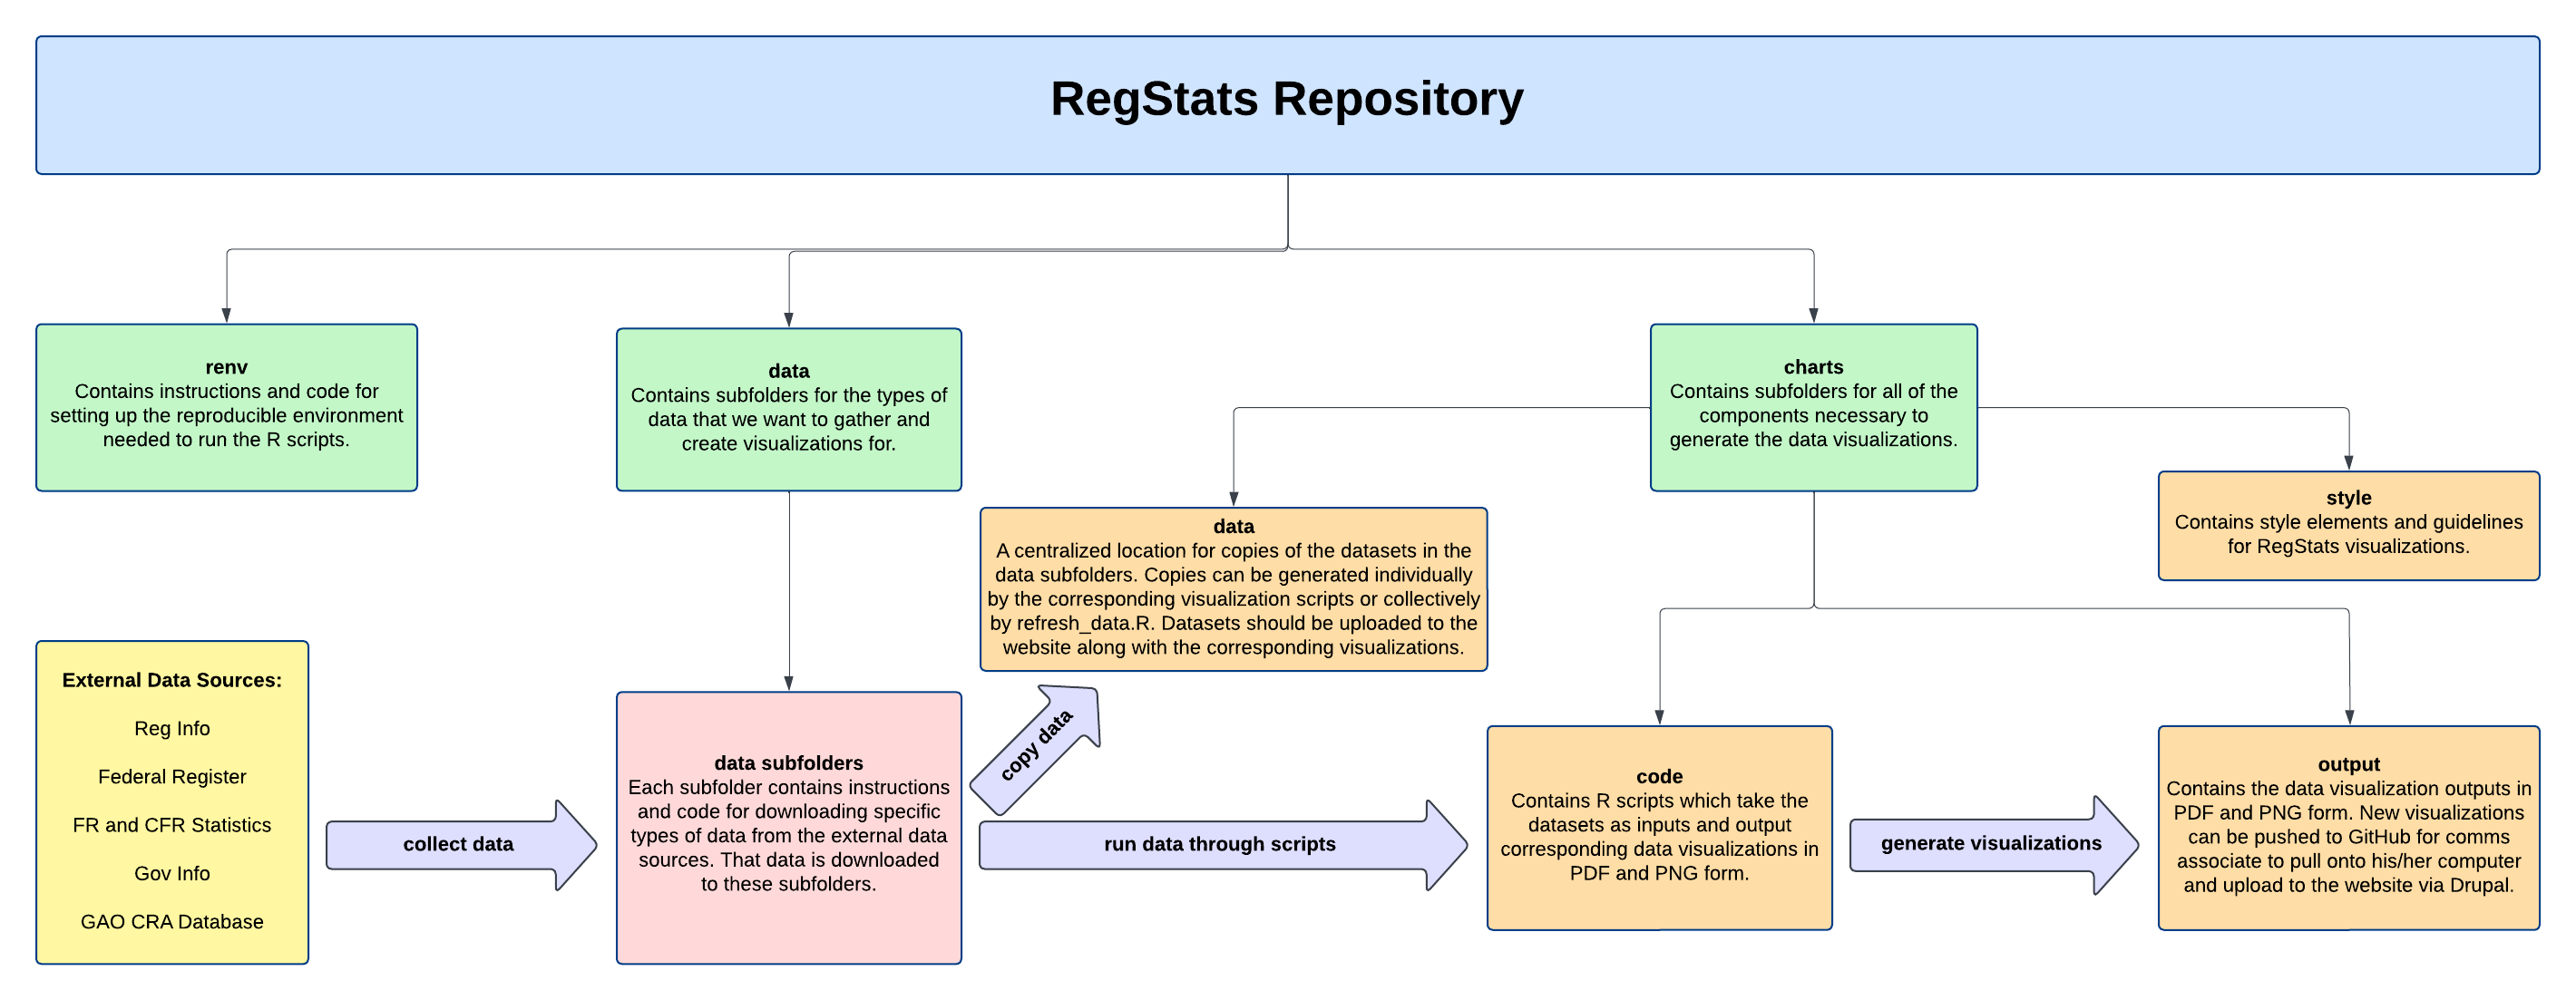 RegStats Repository
renv
Contains instructions and code for
setting up the reproducible environment
needed to run the R scripts.
data
Contains subfolders for the types of
data that we want to gather and
create visualizations for.
charts
Contains subfolders for all of the
components necessary to
generate the data visualizations.
style
Contains style elements and guidelines
for RegStats visualizations.
data
A centralized location for copies of the datasets in the
data subfolders. Copies can be generated individually
by the corresponding visualization scripts or collectively
by refresh_data.R. Datasets should be uploaded to the
website along with the corresponding visualizations.
External Data Sources:
Reg Info
Federal Register
FR and CFR Statistics
Gov Info
GAO CRA Database
collect data
data subfolders
Each subfolder contains instructions
and code for downloading specific
types of data from the external data
sources. That data is downloaded
to these subfolders.
copy data
run data through scripts
code
Contains R scripts which take the
datasets as inputs and output
corresponding data visualizations in
PDF and PNG form.
generate visualizations
output
Contains the data visualization outputs in
PDF and PNG form. New visualizations
can be pushed to GitHub for comms
associate to pull onto his/her computer
and upload to the website via Drupal.